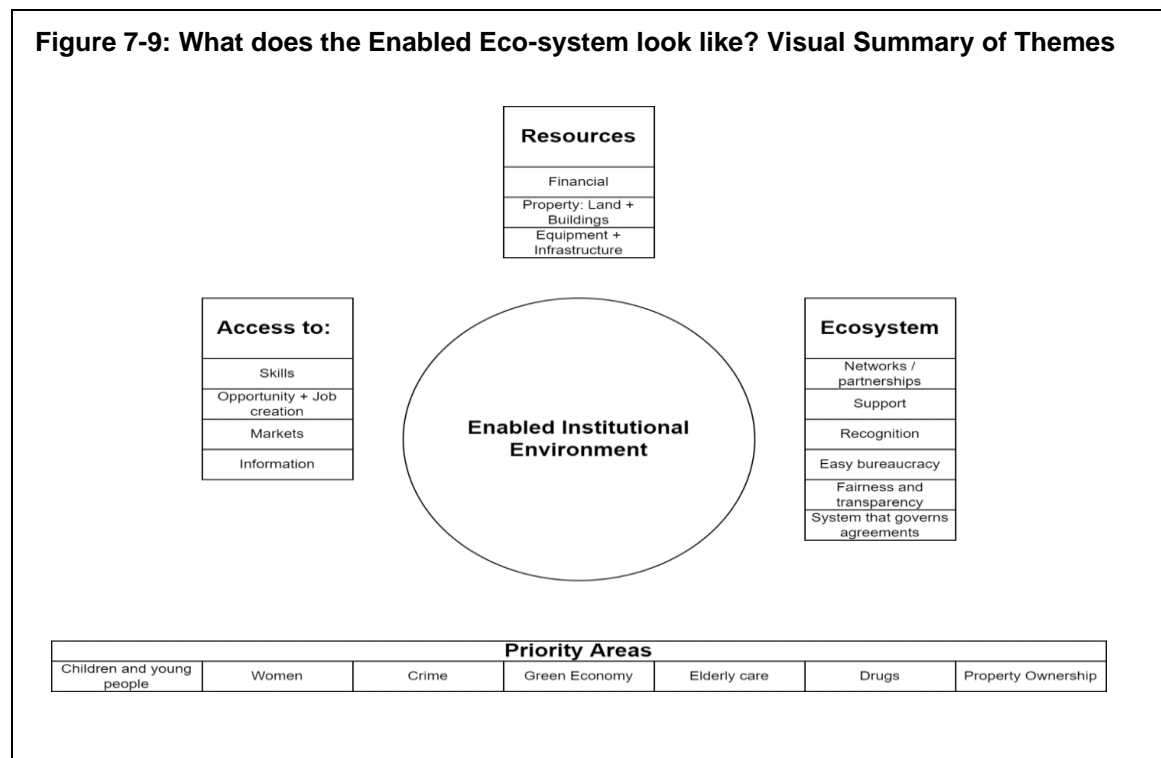 Figure 7-9: What does the Enabled Eco-system look like? Visual Summary of Themes
Resources
Financial
Property: Land +
Buildings
Equipment +
Infrastructure
Access to:
Skills
Opportunity + Job
creation
Markets
Information
Enabled Institutional
Environment
Ecosystem
Networks /
partnerships
Support
Recognition
Easy bureaucracy
Fairness and
transparency
System that governs
agreements
Priority Areas
Children and young
people
Women
Crime
Green Economy
Elderly care
Drugs
Property Ownership